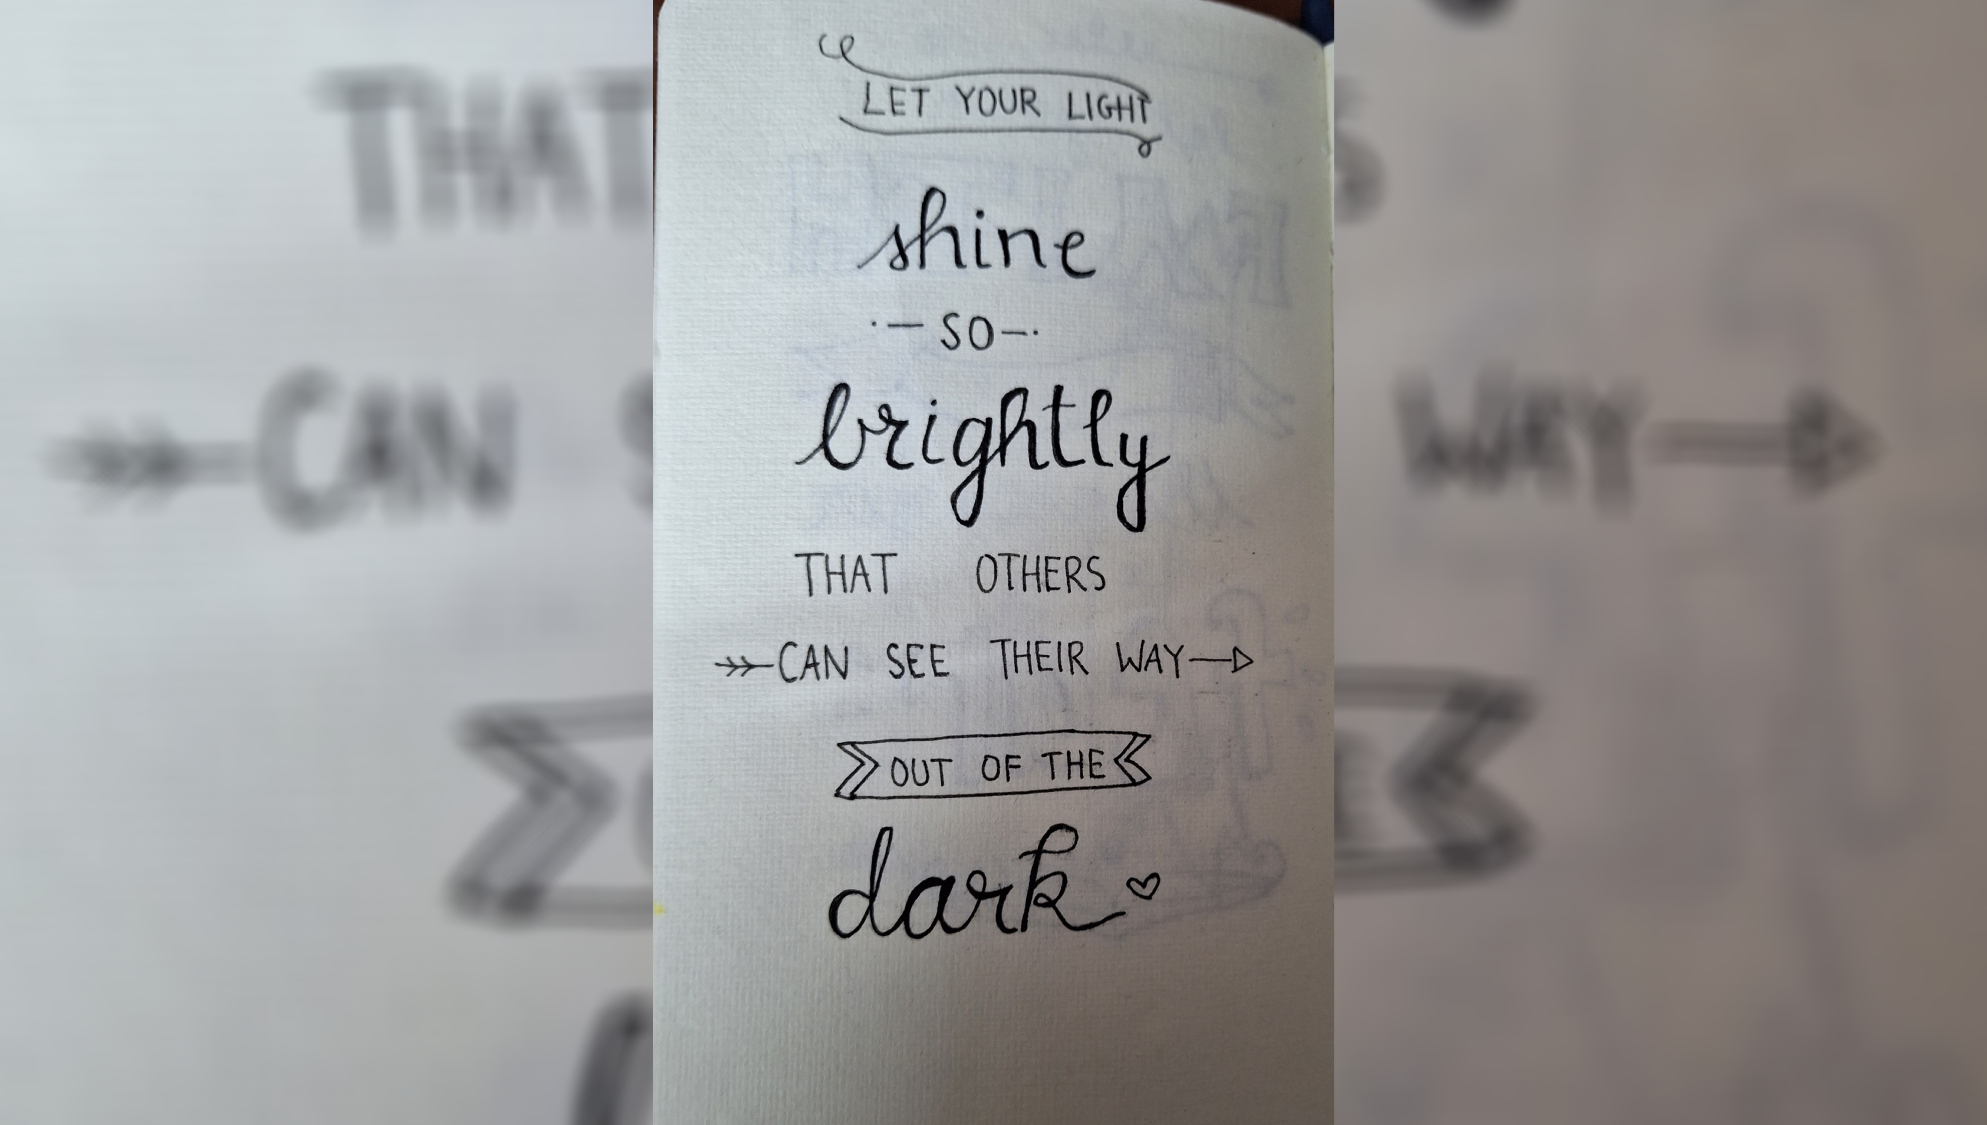 LET YOUR LIGHT
shine
SO
brightly
THAT OTHERS
CAN SEE THEIR WAY
OUT OF THE
dark